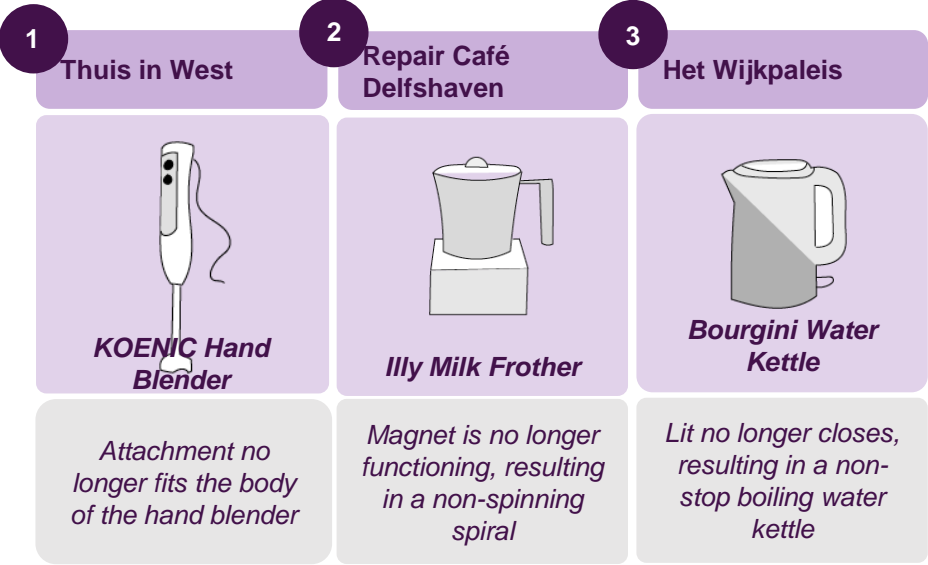 1
Thuis in West
2
Repair Café
Delfshaven
3
Het Wijkpaleis
KOENIC Hand
Blender
Illy Milk Frother
Bourgini Water
Kettle
Attachment no
longer fits the body
of the hand blender
Magnet is no longer
functioning, resulting
in a non-spinning
spiral
Lit no longer closes,
resulting in a non-
stop boiling water
kettle